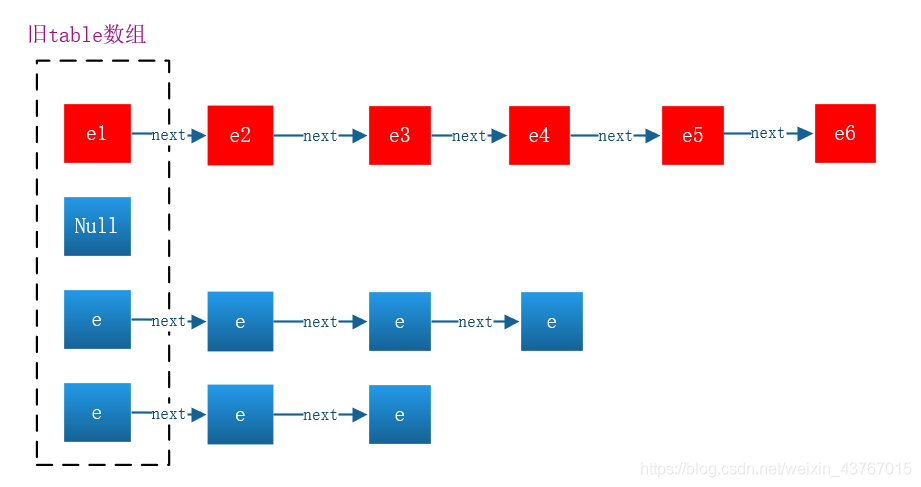 旧table数组
e1 next e2 next e3 next e4 next e5 next e6
Null
e next e next e next e
e next e next e
https://blog.csdn.net/weixin_43767015